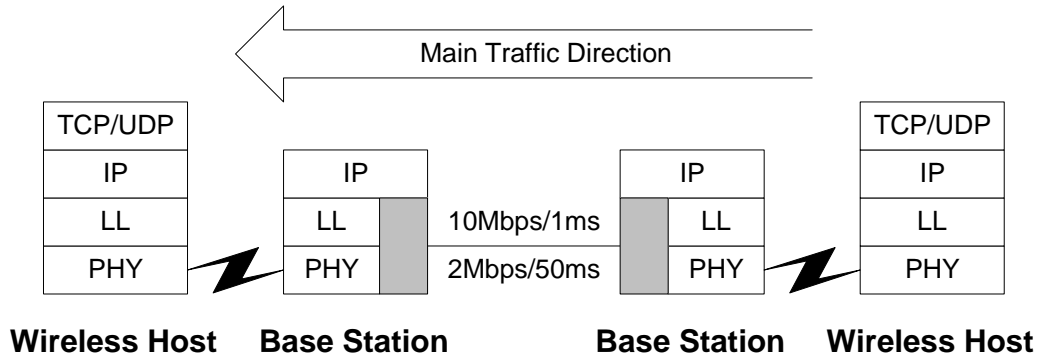 Main Traffic Direction
TCP/UDP
TCP/UDP
IP
IP
IP
IP
LL
LL
10Mbps/1ms
LL
LL
PHY
PHY
2Mbps/50ms
PHY
PHY
Wireless Host
Base Station
Base Station
Wireless Host